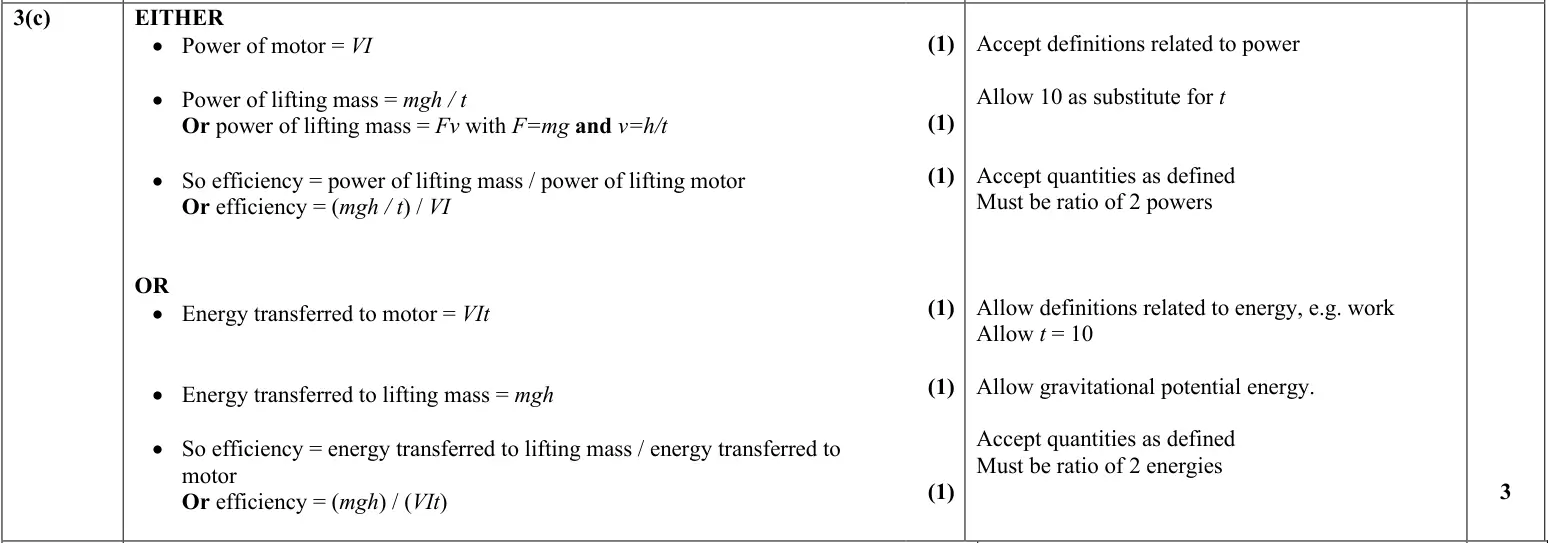 3(c) EITHER
• Power of motor = VI (1) Accept definitions related to power
• Power of lifting mass = mgh / t Allow 10 as substitute for t
Or power of lifting mass = Fv with F=mg and v=h/t (1)
• So efficiency = power of lifting mass / power of lifting motor (1) Accept quantities as defined
Or efficiency = (mgh / t) / VI Must be ratio of 2 powers
OR
• Energy transferred to motor = VIt (1) Allow definitions related to energy, e.g. work
Allow t = 10
• Energy transferred to lifting mass = mgh (1) Allow gravitational potential energy.
• So efficiency = energy transferred to lifting mass / energy transferred to Accept quantities as defined
motor Must be ratio of 2 energies
Or efficiency = (mgh) / (VIt) (1) 3